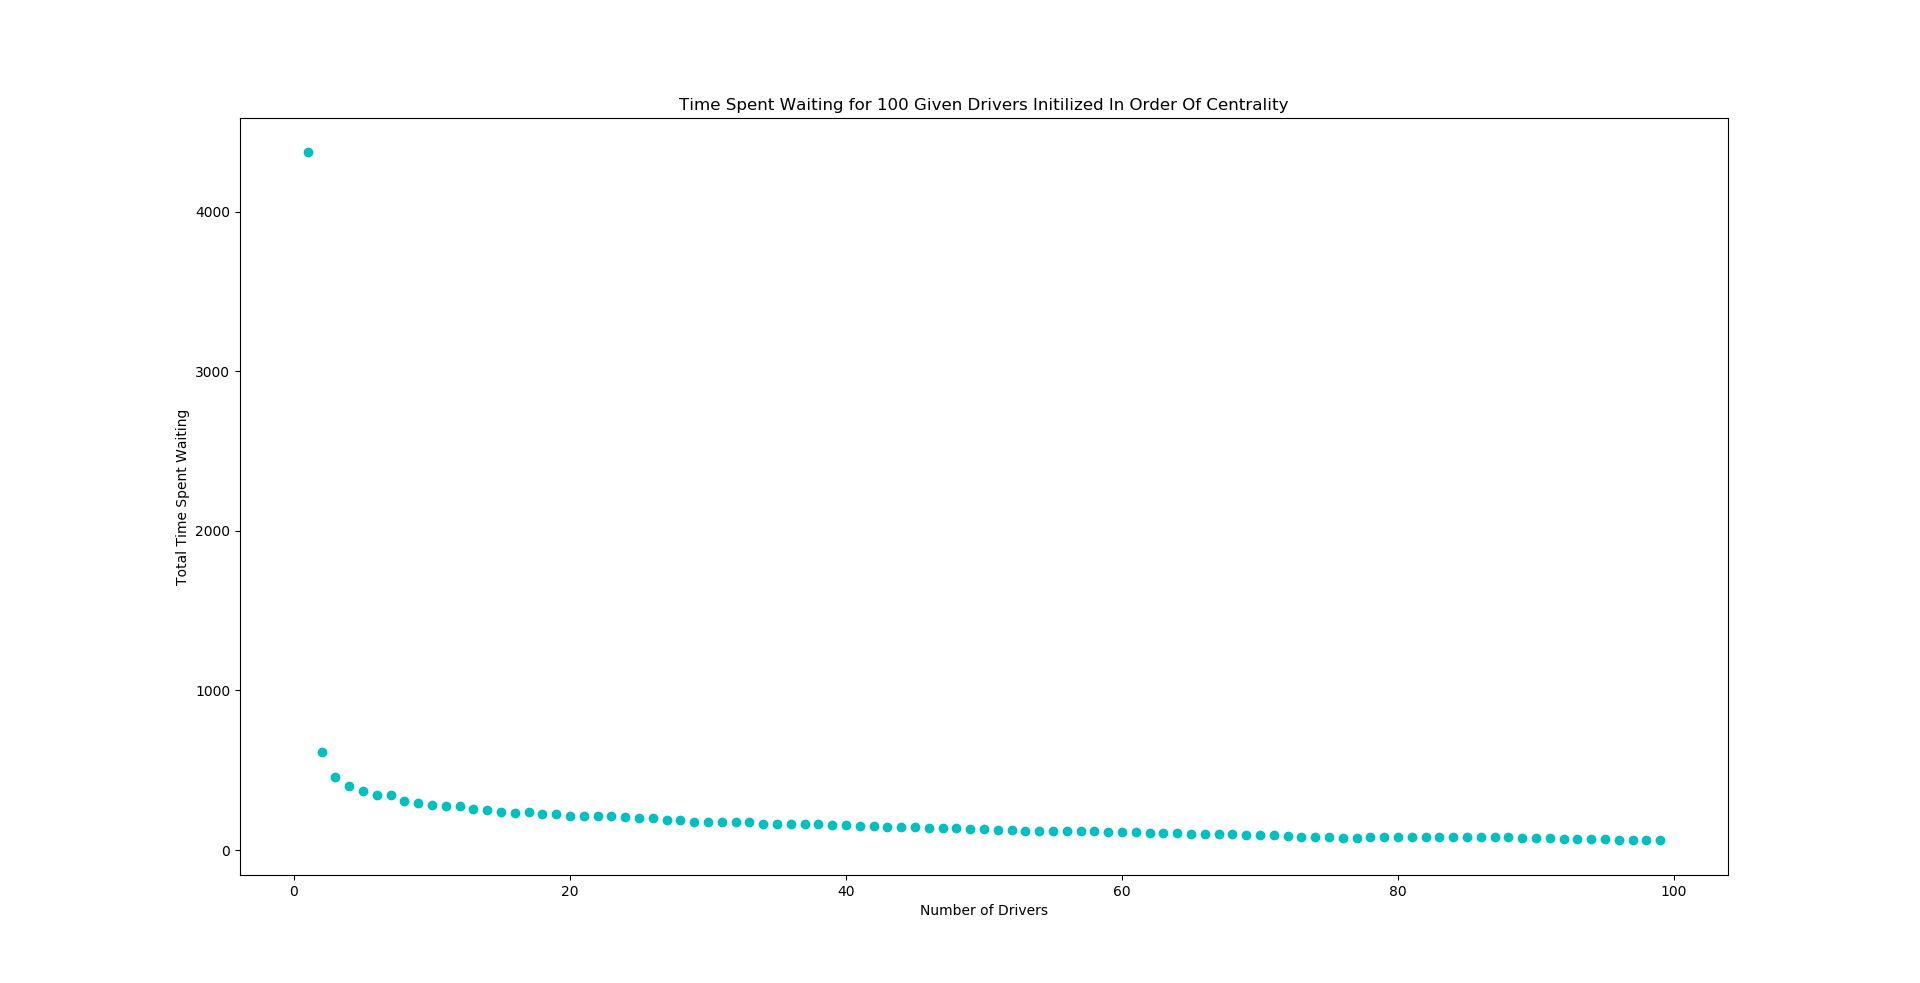 Time Spent Waiting for 100 Given Drivers Initilized In Order Of Centrality
4000
3000
2000
1000
0
Total Time Spent Waiting
0 20 40 60 80 100
Number of Drivers